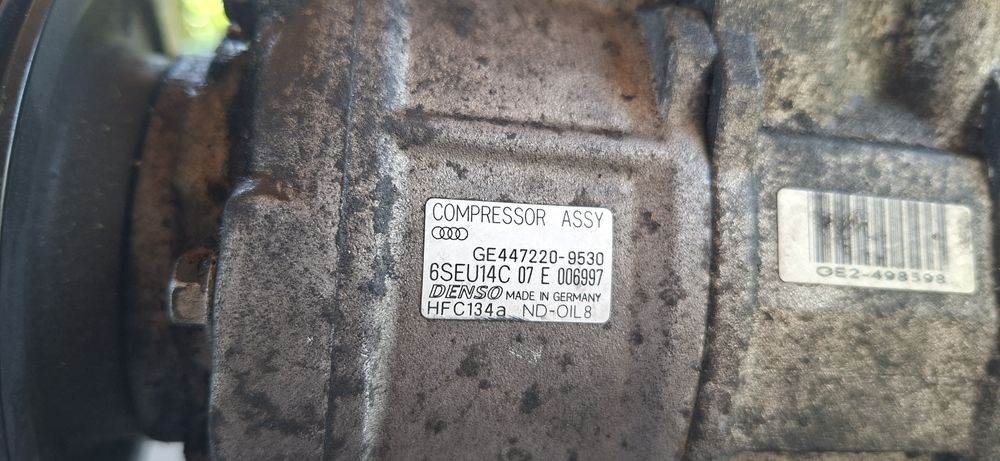 COMPRESSOR ASSY
GE447220-9530
6SEU14C 07 E 006997
DENSO MADE IN GERMANY
HFC134a ND-OIL8
OE2-498598